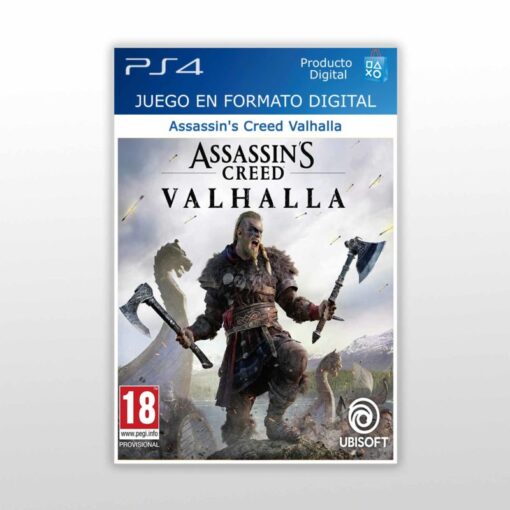 PS4
Producto
Digital
JUEGO EN FORMATO DIGITAL
Assassin's Creed Valhalla
ASSASSIN'S
CREED
VALHALLA
18
www.pegi.info
PROVISIONAL
UBISOFT